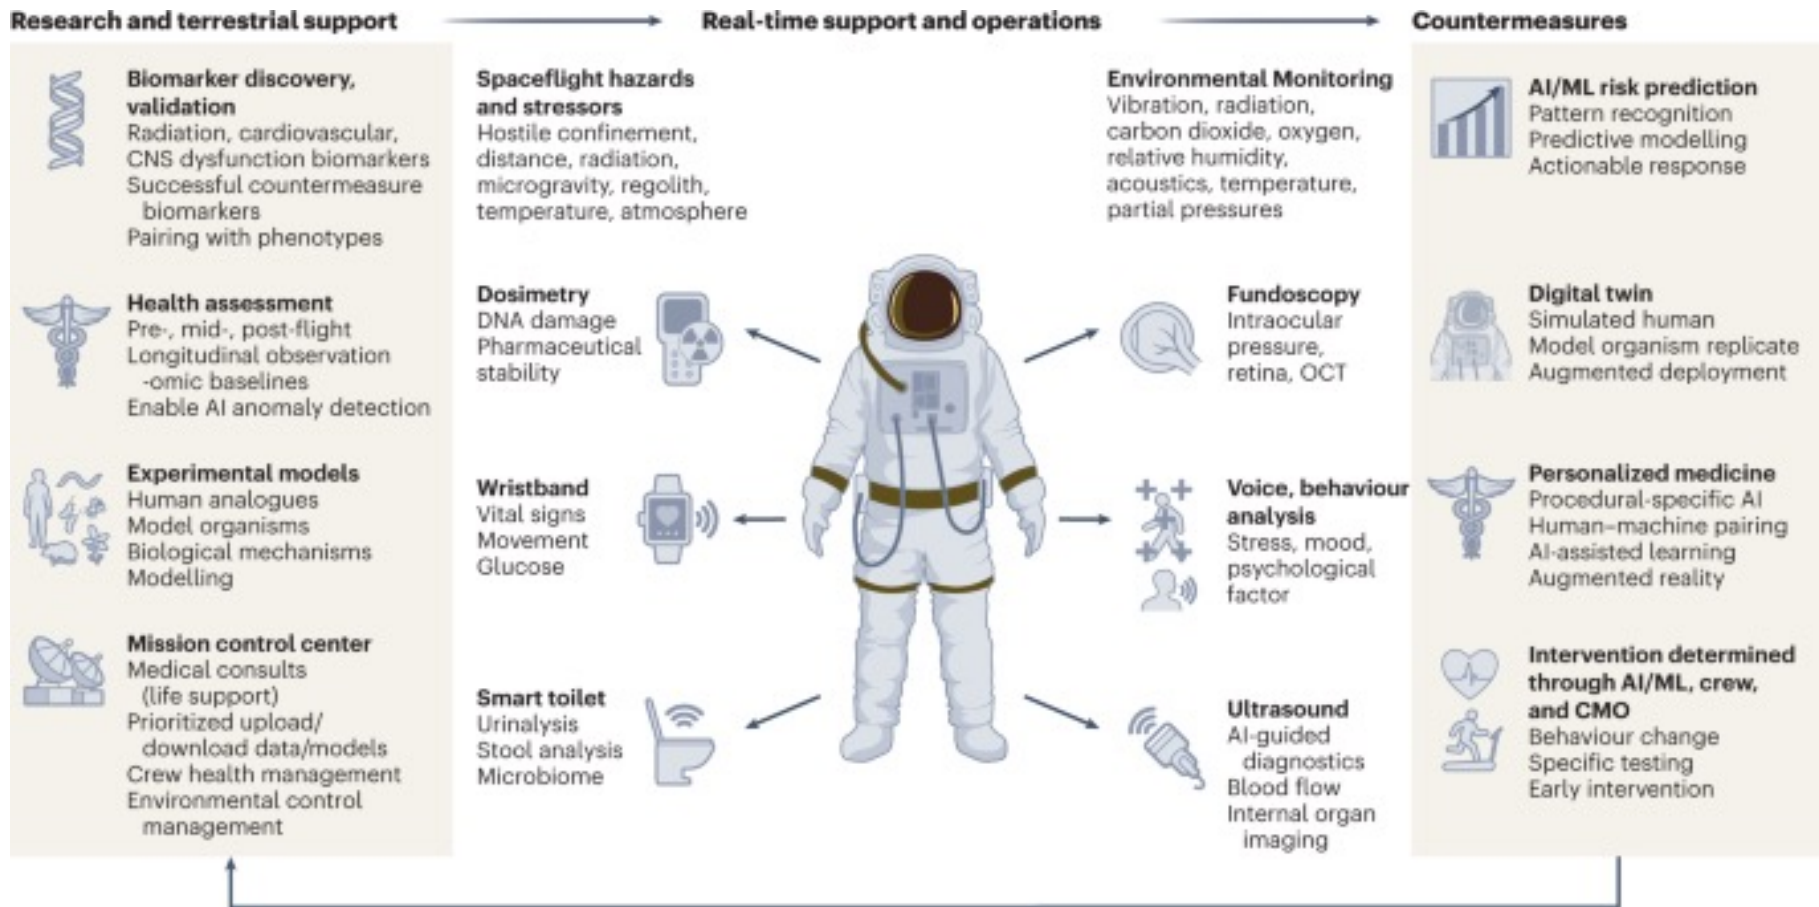 Research and terrestrial support
Real-time support and operations
Countermeasures
Biomarker discovery,
validation
Radiation, cardiovascular,
CNS dysfunction biomarkers
Successful countermeasure
biomarkers
Pairing with phenotypes
Health assessment
Pre-, mid-, post-flight
Longitudinal observation
-omic baselines
Enable AI anomaly detection
Experimental models
Human analogues
Model organisms
Biological mechanisms
Modelling
Mission control center
Medical consults
(life support)
Prioritized upload/
download data/models
Crew health management
Environmental control
management
Spaceflight hazards
and stressors
Hostile confinement,
distance, radiation,
microgravity, regolith,
temperature, atmosphere
Dosimetry
DNA damage
Pharmaceutical
stability
Wristband
Vital signs
Movement
Glucose
Smart toilet
Urinalysis
Stool analysis
Microbiome
Environmental Monitoring
Vibration, radiation,
carbon dioxide, oxygen,
relative humidity,
acoustics, temperature,
partial pressures
Fundoscopy
Intraocular
pressure,
retina, OCT
Voice, behaviour
analysis
Stress, mood,
psychological
factor
Ultrasound
AI-guided
diagnostics
Blood flow
Internal organ
imaging
AI/ML risk prediction
Pattern recognition
Predictive modelling
Actionable response
Digital twin
Simulated human
Model organism replicate
Augmented deployment
Personalized medicine
Procedural-specific AI
Human–machine pairing
AI-assisted learning
Augmented reality
Intervention determined
through AI/ML, crew,
and CMO
Behaviour change
Specific testing
Early intervention